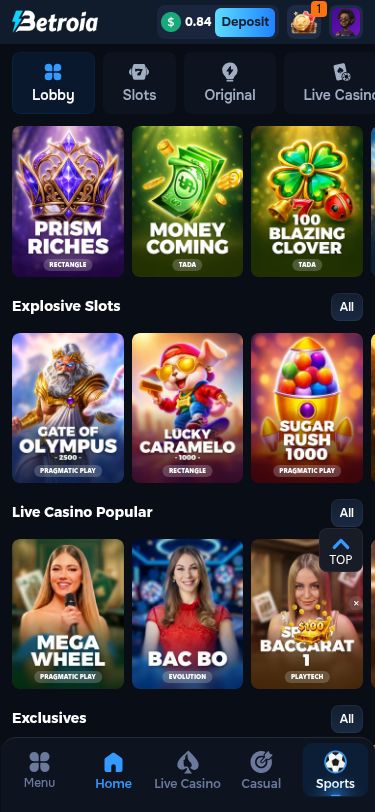 Betroia
$ 0.84 Deposit
1
Lobby
Slots
Original
Live Casino
PRISM
RICHES
RECTANGLE
MONEY
COMING
TADA
100
BLAZING
CLOVER
TADA
Explosive Slots
All
GATE OF
OLYMPUS
- 2500 -
PRAGMATIC PLAY
LUCKY
CARAMELO
- 1000 -
RECTANGLE
SUGAR
RUSH
1000
PRAGMATIC PLAY
Live Casino Popular
All
TOP
MEGA
WHEEL
PRAGMATIC PLAY
BAC BO
EVOLUTION
$100
BACCARAT
1
PLAYTECH
Exclusives
All
Menu
Home
Live Casino
Casual
Sports